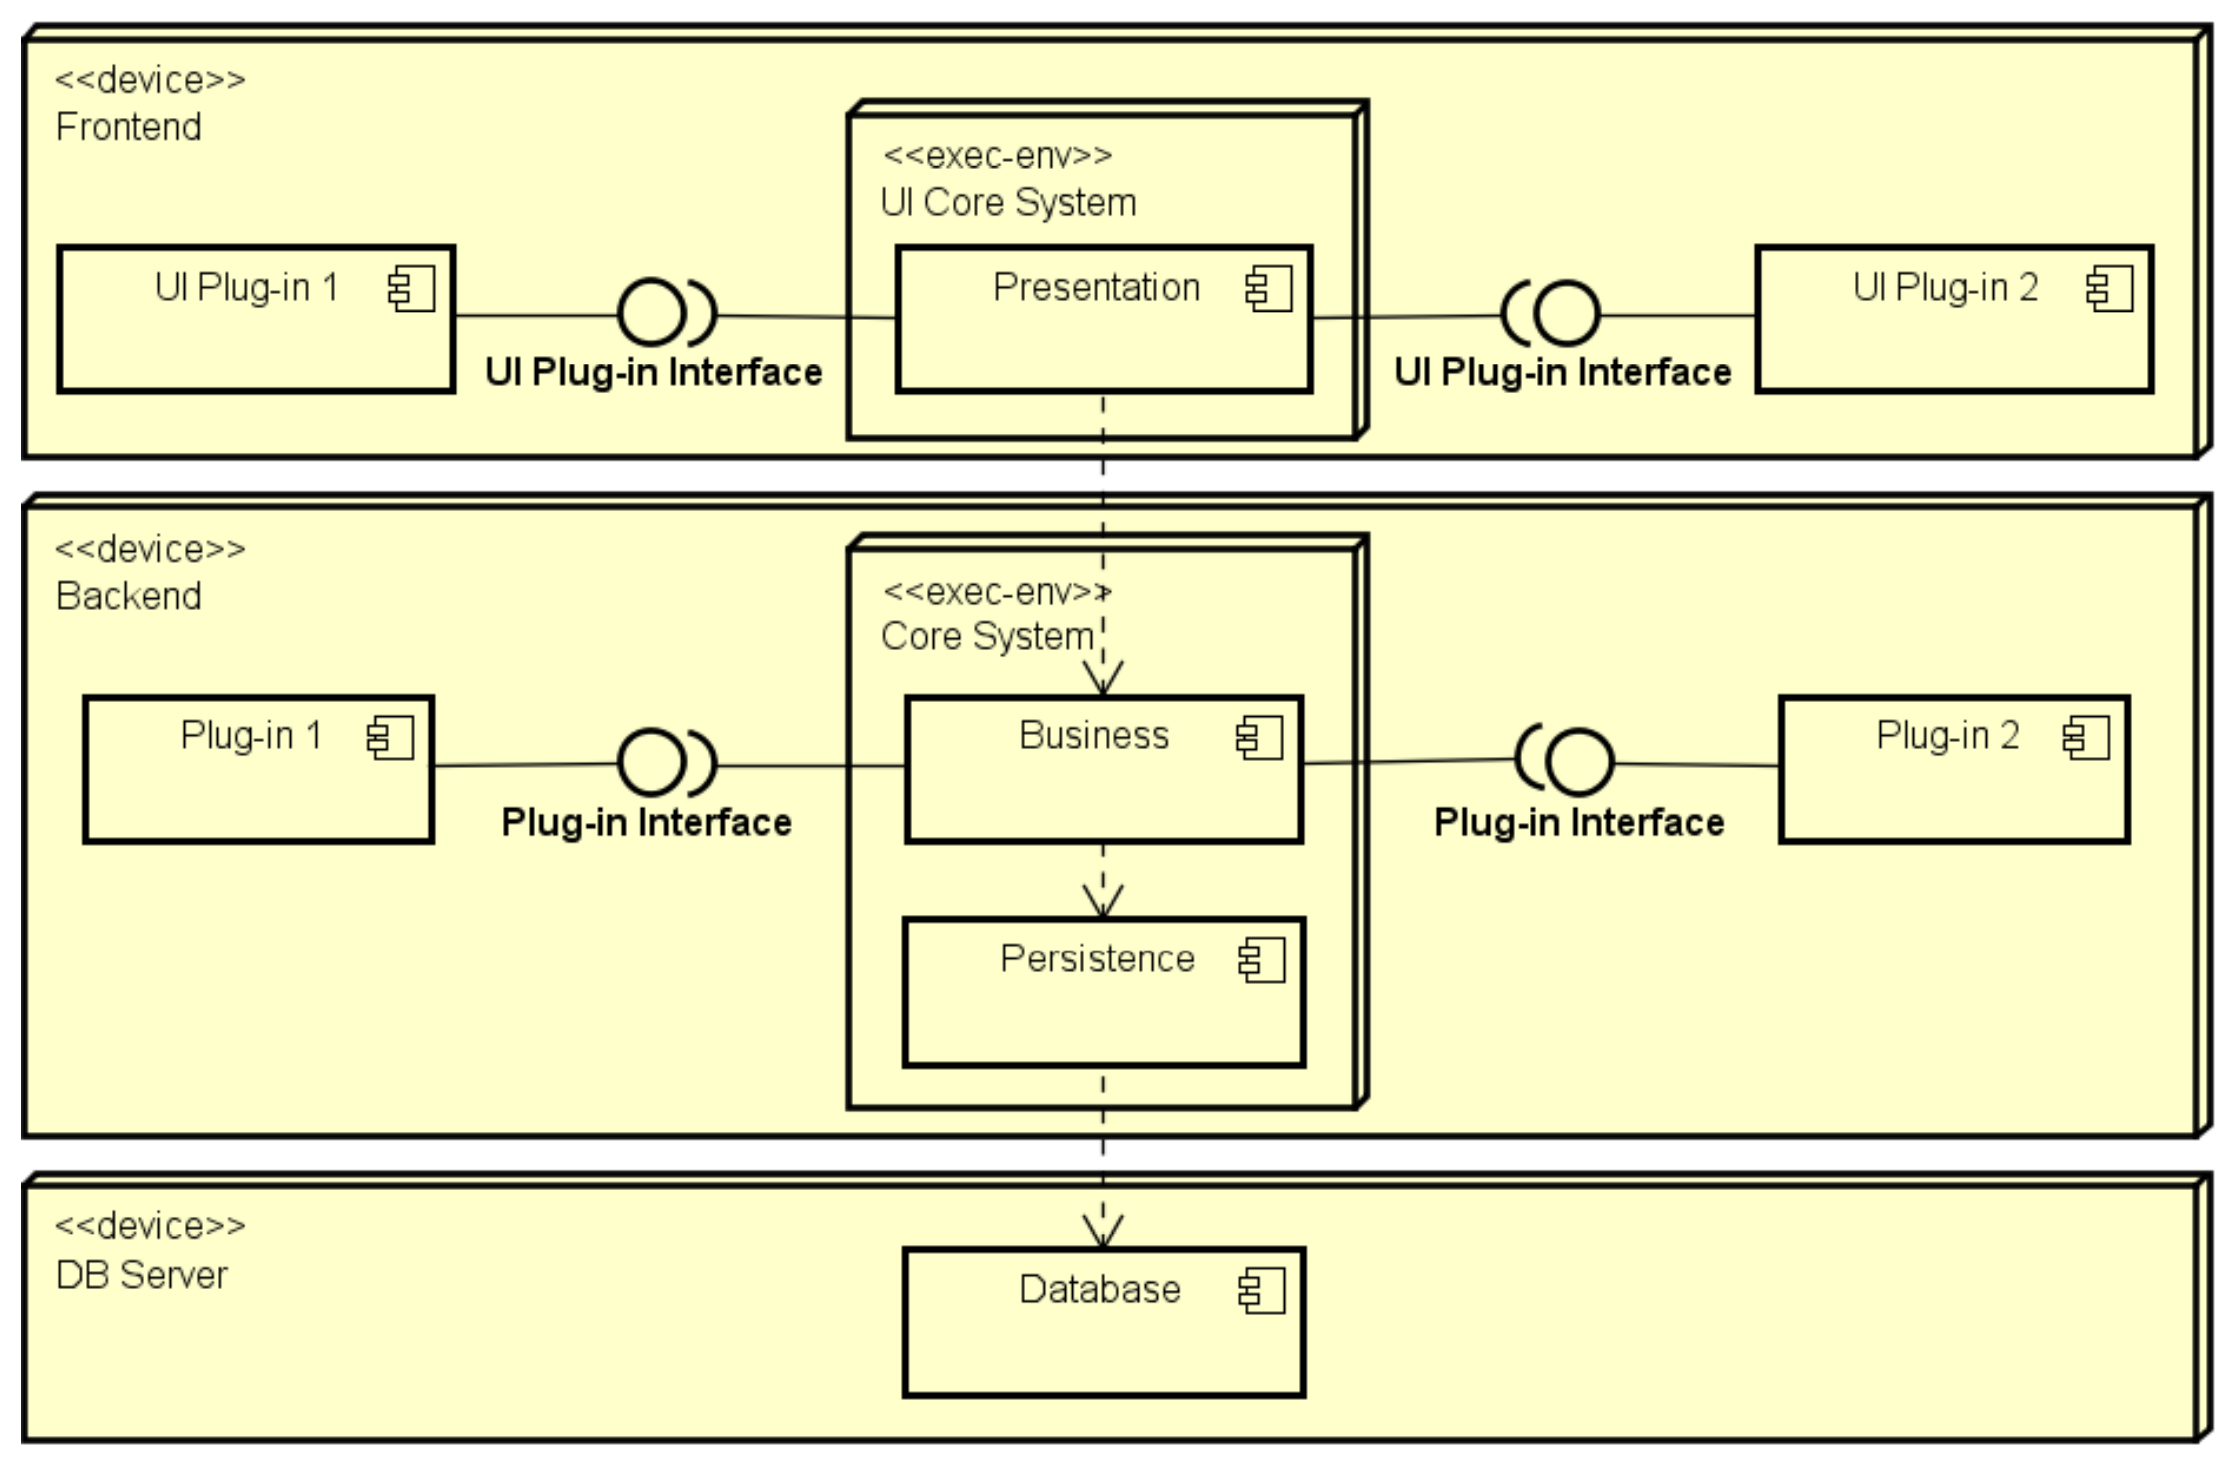 <<device>>
Frontend
<<exec-env>>
UI Core System
UI Plug-in 1
Presentation
UI Plug-in 2
UI Plug-in Interface
UI Plug-in Interface
<<device>>
Backend
<<exec-env>>
Core System
Plug-in 1
Business
Plug-in 2
Plug-in Interface
Plug-in Interface
Persistence
<<device>>
DB Server
Database